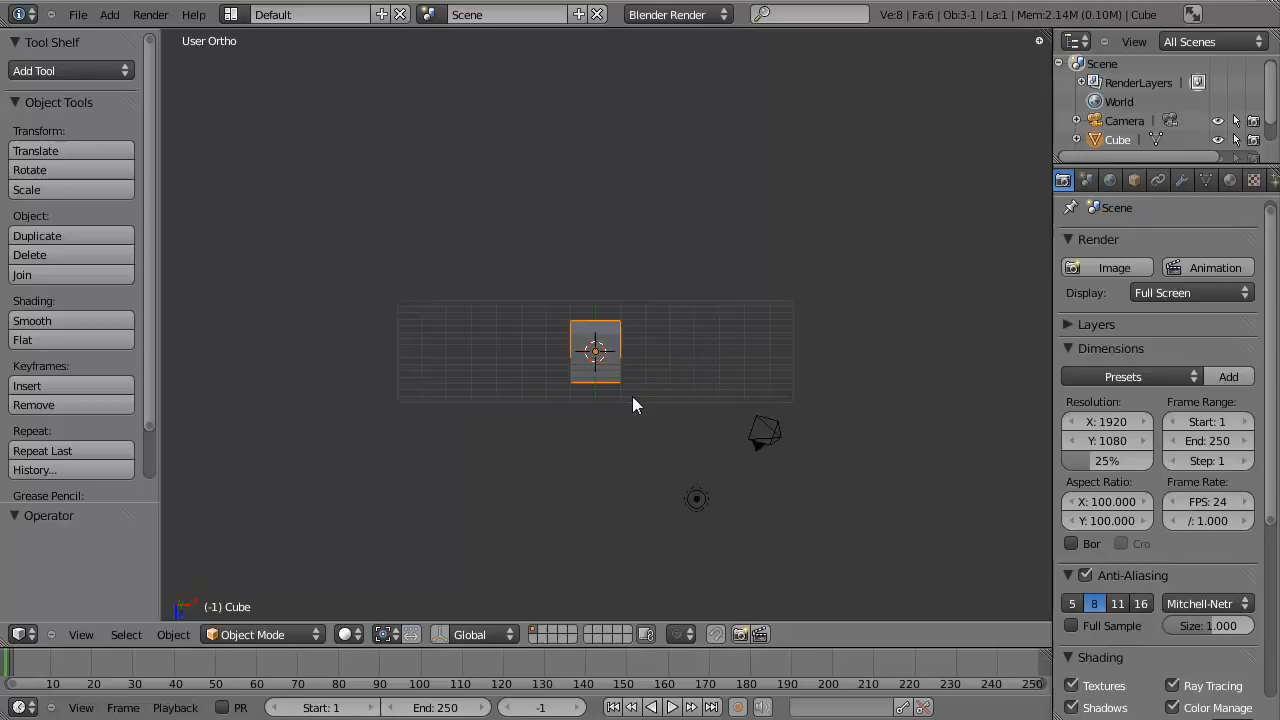 File Add Render Help Default Scene Blender Render Ve:8 | Fa:6 | Ob:3-1 | La:1 | Mem:2.14M (0.10M) | Cube
Tool Shelf
Add Tool
Object Tools
Transform:
Translate
Rotate
Scale
Object:
Duplicate
Delete
Join
Shading:
Smooth
Flat
Keyframes:
Insert
Remove
Repeat:
Repeat Last
History...
Grease Pencil:
Operator
User Ortho
(-1) Cube
View Select Object Object Mode Global
10 20 30 40 50 60 70 80 90 100 110 120 130 140 150 160 170 180 190 200 210 220 230 240 250
View Frame Playback PR Start: 1 End: 250 -1
View All Scenes
Scene
RenderLayers |
World
Camera |
Cube |
Scene
Render
Image Animation
Display: Full Screen
Layers
Dimensions
Presets Add
Resolution: Frame Range:
X: 1920 Start: 1
Y: 1080 End: 250
25% Step: 1
Aspect Ratio: Frame Rate:
X: 100.000 FPS: 24
Y: 100.000 /: 1.000
Bor Cro
Anti-Aliasing
5 8 11 16 Mitchell-Netr
Full Sample Size: 1.000
Shading
Textures Ray Tracing
Shadows Color Manage